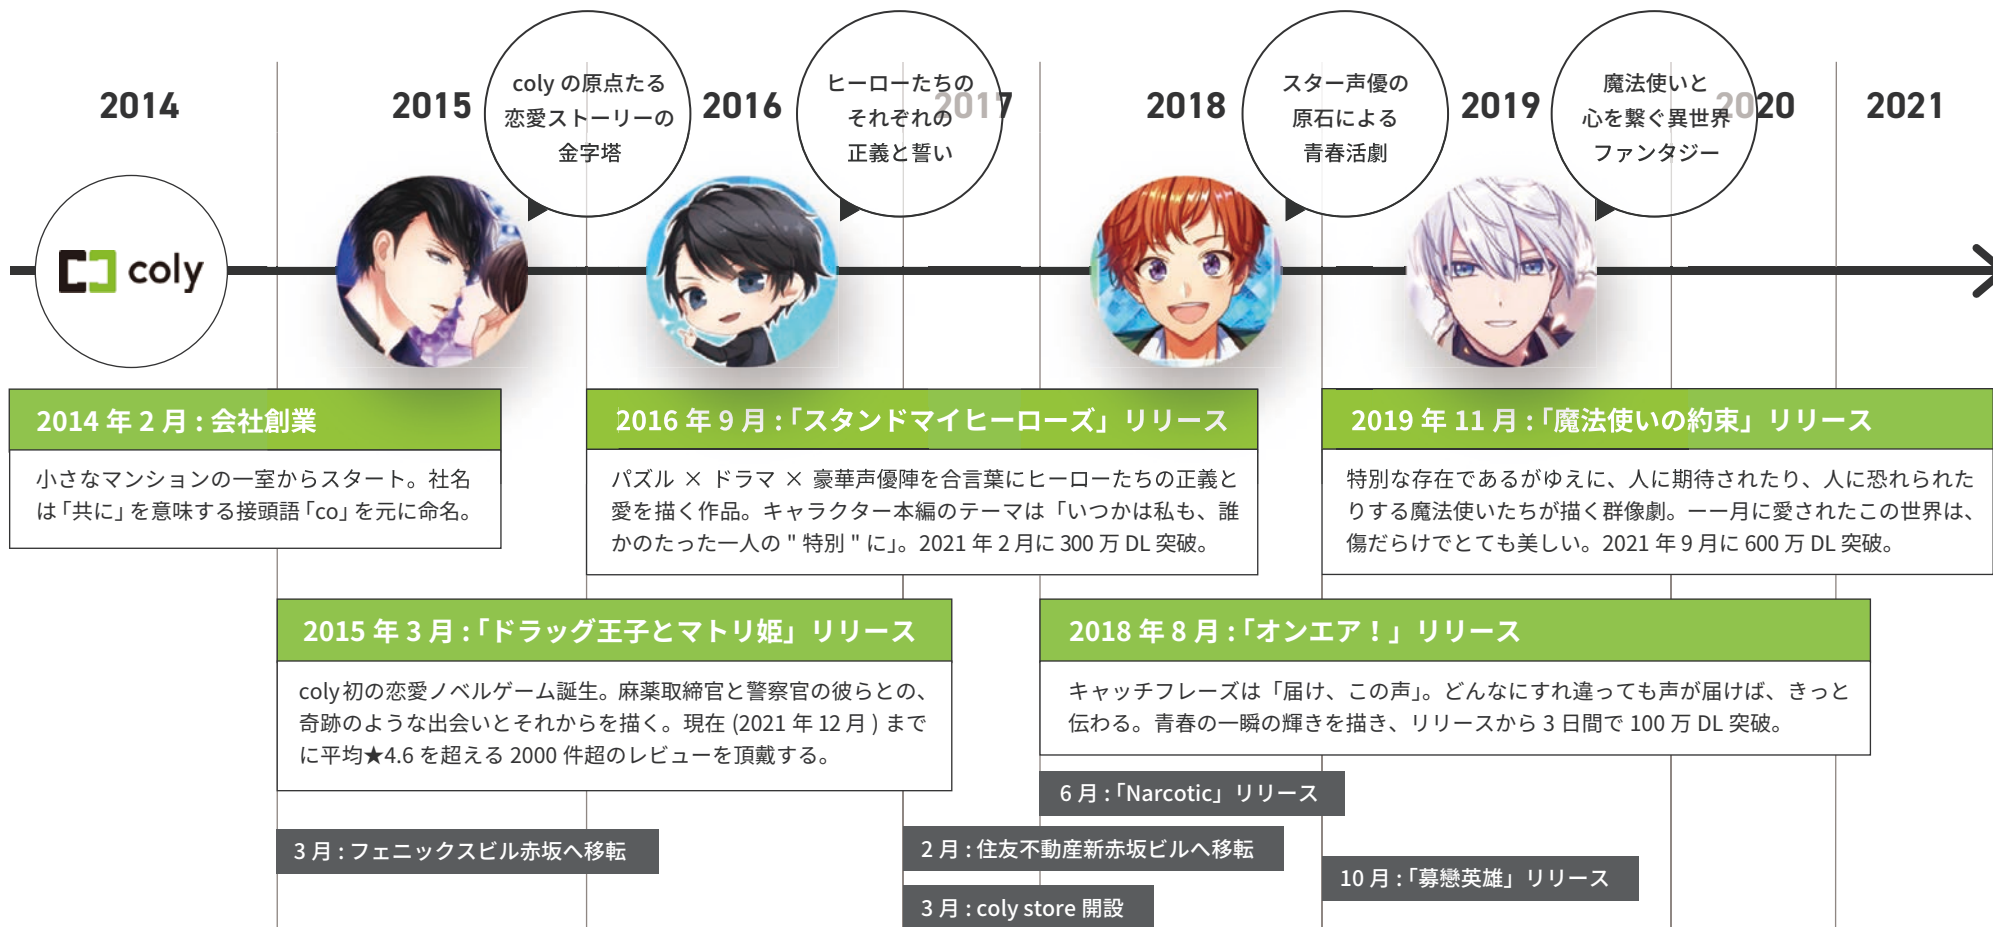 2014
2015
2016
2017
2018
2019
2020
2021
coly の原点たる
恋愛ストーリーの
金字塔
ヒーローたちの
それぞれの
正義と誓い
スター声優の
原石による
青春活劇
魔法使いと
心を繋ぐ異世界
ファンタジー
coly
2014 年 2 月 : 会社創業
小さなマンションの一室からスタート。社名
は「共に」を意味する接頭語「co」を元に命名。
2016 年 9 月 :「スタンドマイヒーローズ」リリース
パズル × ドラマ × 豪華声優陣を合言葉にヒーローたちの正義と
愛を描く作品。キャラクター本編のテーマは「いつかは私も、誰
かのたった一人の " 特別 " に」。2021 年 2 月に 300 万 DL 突破。
2019 年 11 月 :「魔法使いの約束」リリース
特別な存在であるがゆえに、人に期待されたり、人に恐れられた
りする魔法使いたちが描く群像劇。ーー月に愛されたこの世界は、
傷だらけでとても美しい。2021 年 9 月に 600 万 DL 突破。
2015 年 3 月 :「ドラッグ王子とマトリ姫」リリース
coly 初の恋愛ノベルゲーム誕生。麻薬取締官と警察官の彼らとの、
奇跡のような出会いとそれからを描く。現在 (2021 年 12 月 ) まで
に平均★4.6 を超える 2000 件超のレビューを頂戴する。
2018 年 8 月 :「オンエア！」リリース
キャッチフレーズは「届け、この声」。どんなにすれ違っても声が届けば、きっと
伝わる。青春の一瞬の輝きを描き、リリースから 3 日間で 100 万 DL 突破。
6 月 :「Narcotic」リリース
3 月 : フェニックスビル赤坂へ移転
2 月 : 住友不動産新赤坂ビルへ移転
10 月 :「募戀英雄」リリース
3 月 : coly store 開設